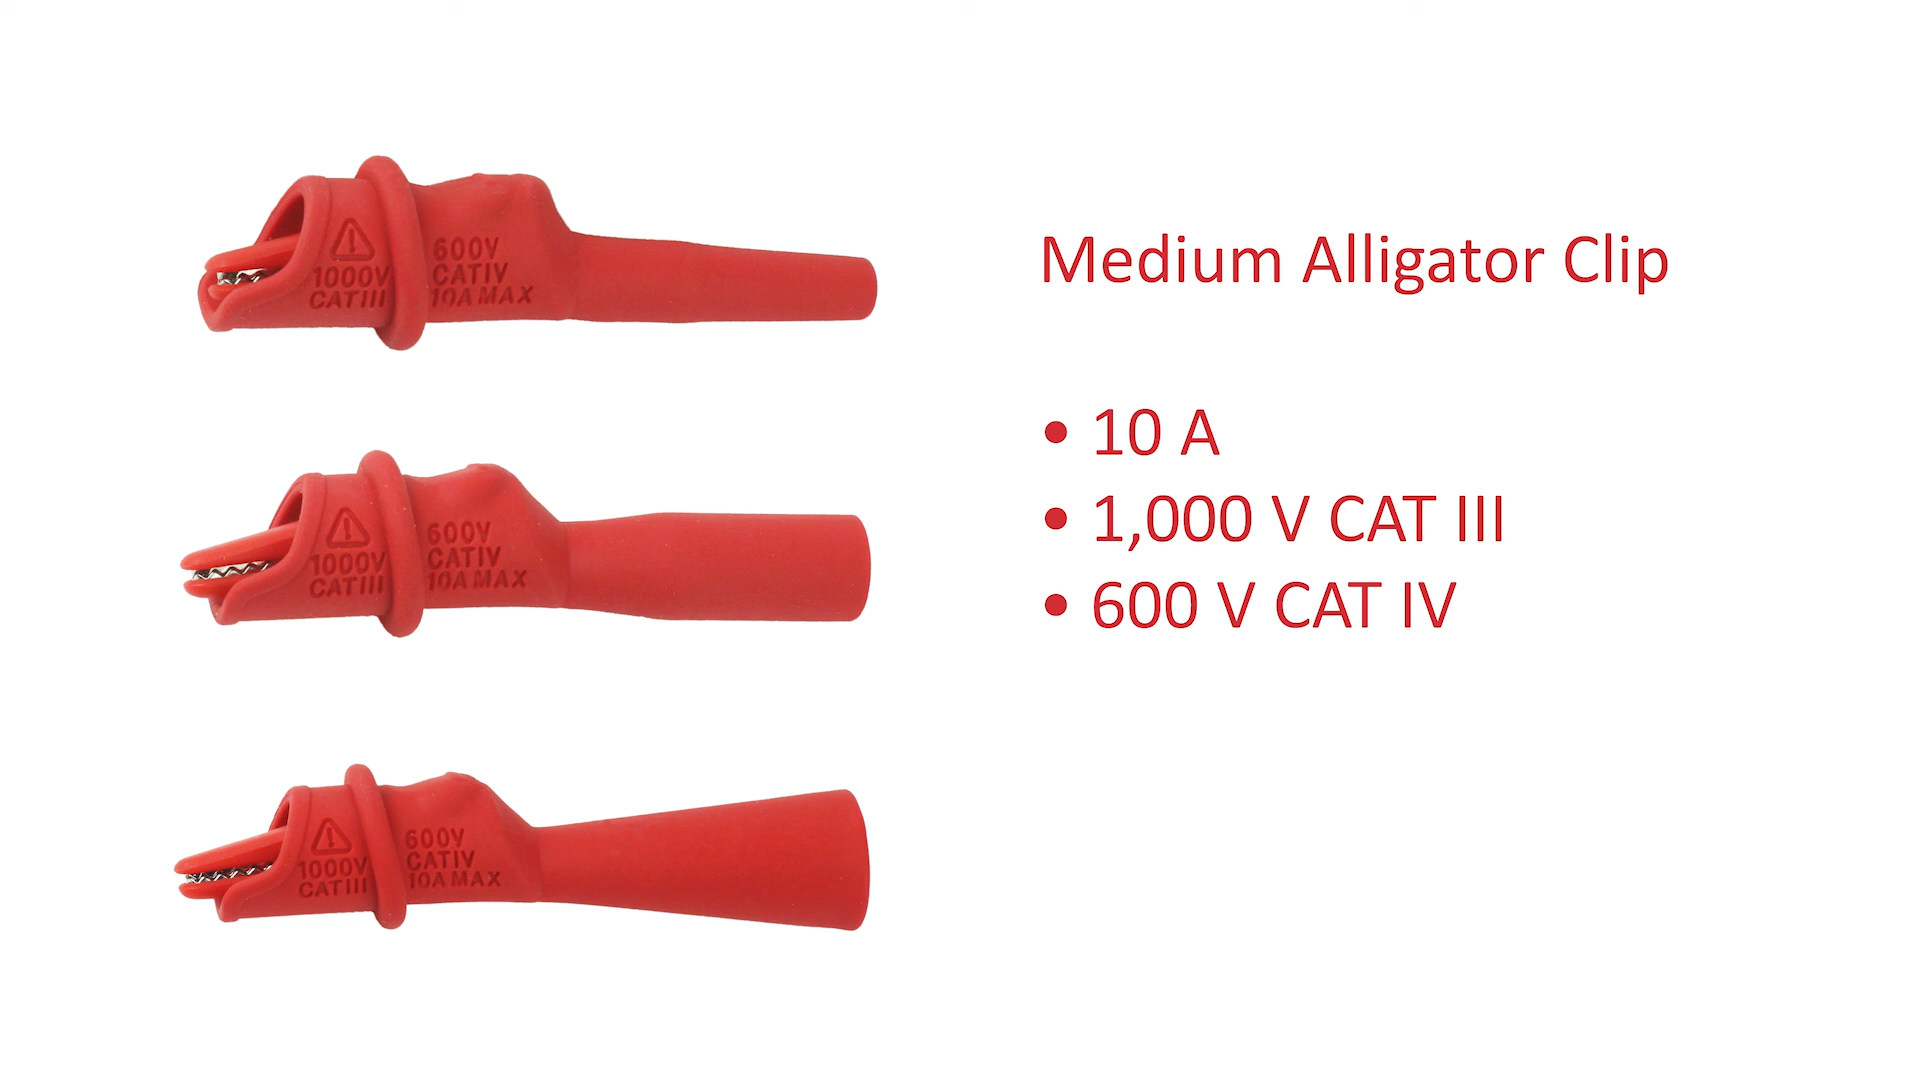 1000V
CAT III
600V
CAT IV
10A MAX
Medium Alligator Clip
• 10 A
• 1,000 V CAT III
• 600 V CAT IV
1000V
CAT III
600V
CAT IV
10A MAX
1000V
CAT III
600V
CAT IV
10A MAX